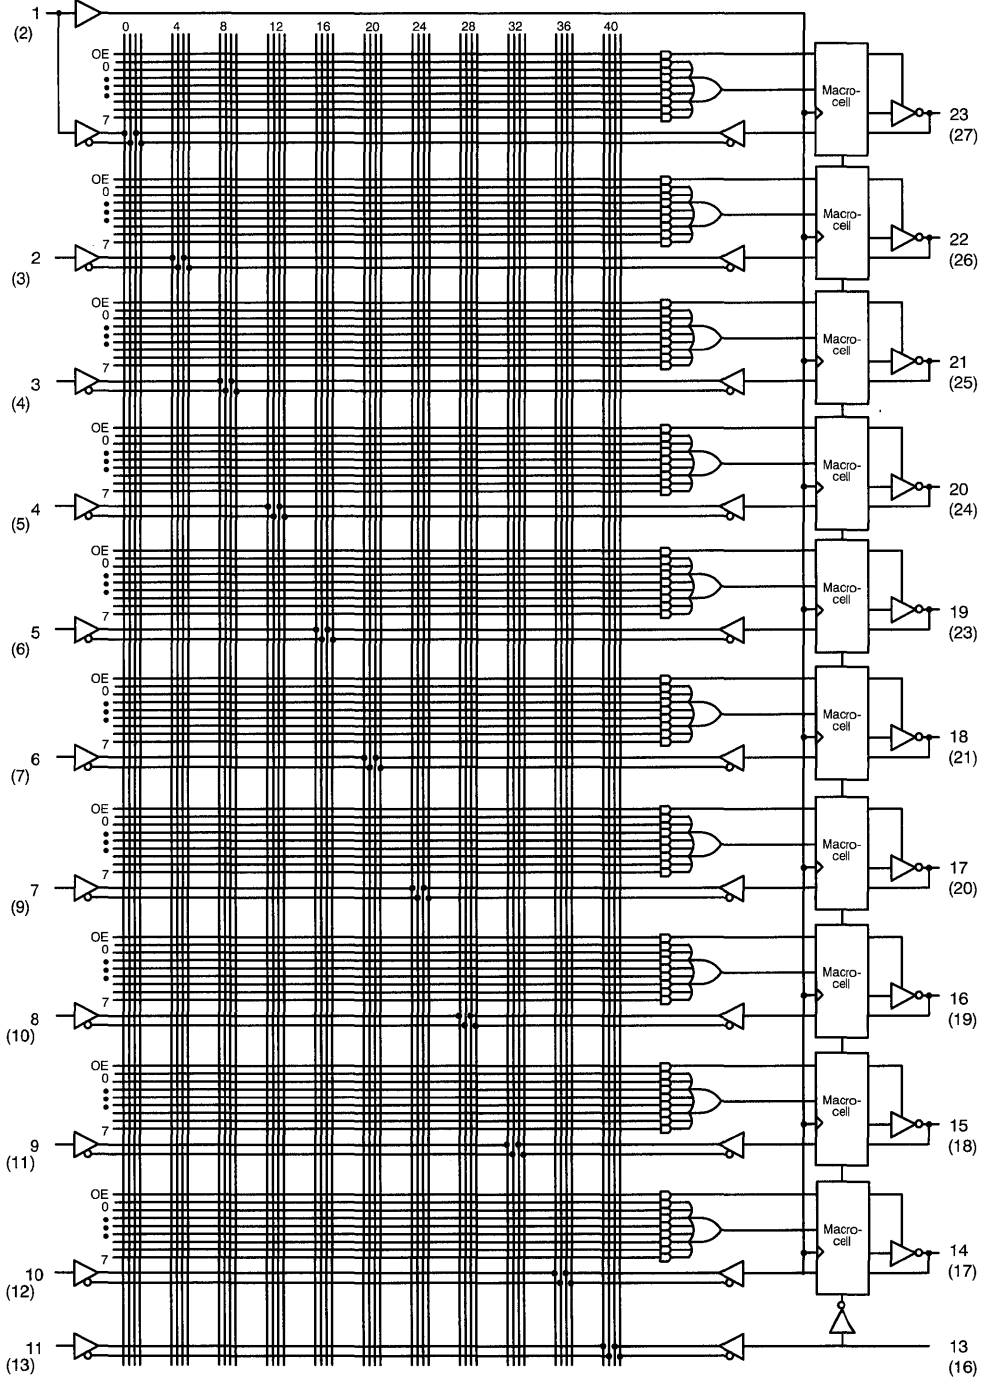 1
(2)
0 4 8 12 16 20 24 28 32 36 40
OE
0
7
Macro-
cell
23
(27)
OE
0
7
2
(3)
Macro-
cell
22
(26)
OE
0
7
3
(4)
Macro-
cell
21
(25)
OE
0
7
4
(5)
Macro-
cell
20
(24)
OE
0
7
5
(6)
Macro-
cell
19
(23)
OE
0
7
6
(7)
Macro-
cell
18
(21)
OE
0
7
7
(9)
Macro-
cell
17
(20)
OE
0
7
8
(10)
Macro-
cell
16
(19)
OE
0
7
9
(11)
Macro-
cell
15
(18)
OE
0
7
10
(12)
Macro-
cell
14
(17)
11
(13)
13
(16)